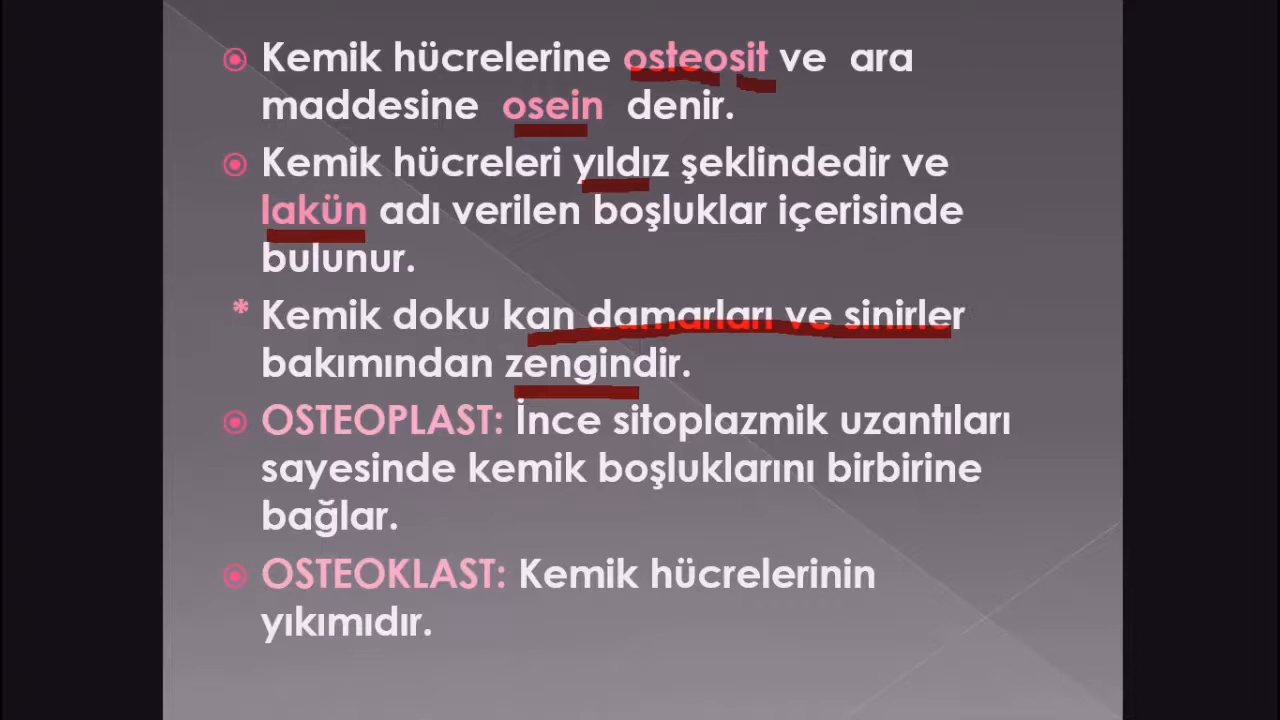 Kemik hücrelerine osteosit ve ara
maddesine osein denir.
Kemik hücreleri yıldız şeklindedir ve
lakün adı verilen boşluklar içerisinde
bulunur.
* Kemik doku kan damarları ve sinirler
bakımından zengindir.
OSTEOPLAST: İnce sitoplazmik uzantıları
sayesinde kemik boşluklarını birbirine
bağlar.
OSTEOKLAST: Kemik hücrelerinin
yıkımıdır.